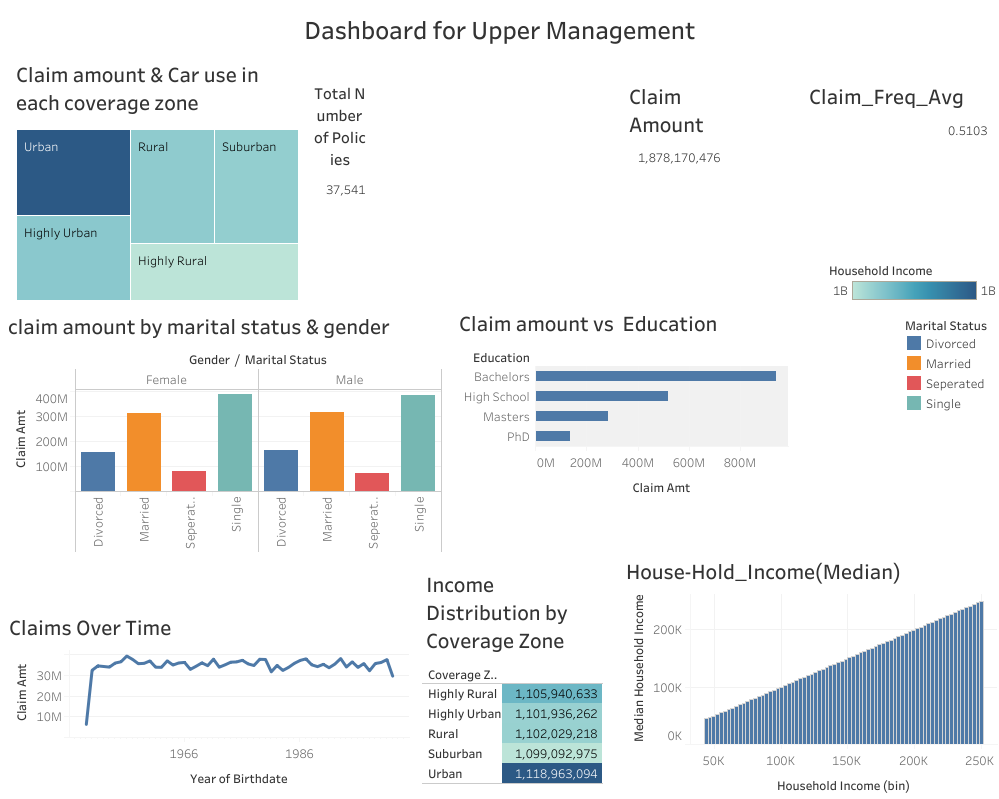 Dashboard for Upper Management
Claim amount & Car use in
each coverage zone
Urban
Rural
Suburban
Highly Urban
Highly Rural
Total N
umber
of Polic
ies
37,541
Claim
Amount
1,878,170,476
Claim_Freq_Avg
0.5103
Household Income
1B
1B
claim amount by marital status & gender
Gender / Marital Status
Female
Male
Claim Amt
400M
300M
200M
100M
Divorced
Married
Seperat..
Single
Divorced
Married
Seperat..
Single
Claim amount vs  Education
Education
Bachelors
High School
Masters
PhD
0M
200M
400M
600M
800M
Claim Amt
Marital Status
Divorced
Married
Seperated
Single
Claims Over Time
Claim Amt
30M
20M
10M
1966
1986
Year of Birthdate
Income
Distribution by
Coverage Zone
Coverage Z..
Highly Rural 1,105,940,633
Highly Urban 1,101,936,262
Rural 1,102,029,218
Suburban 1,099,092,975
Urban 1,118,963,094
House-Hold_Income(Median)
Median Household Income
200K
100K
0K
50K
100K
150K
200K
250K
Household Income (bin)